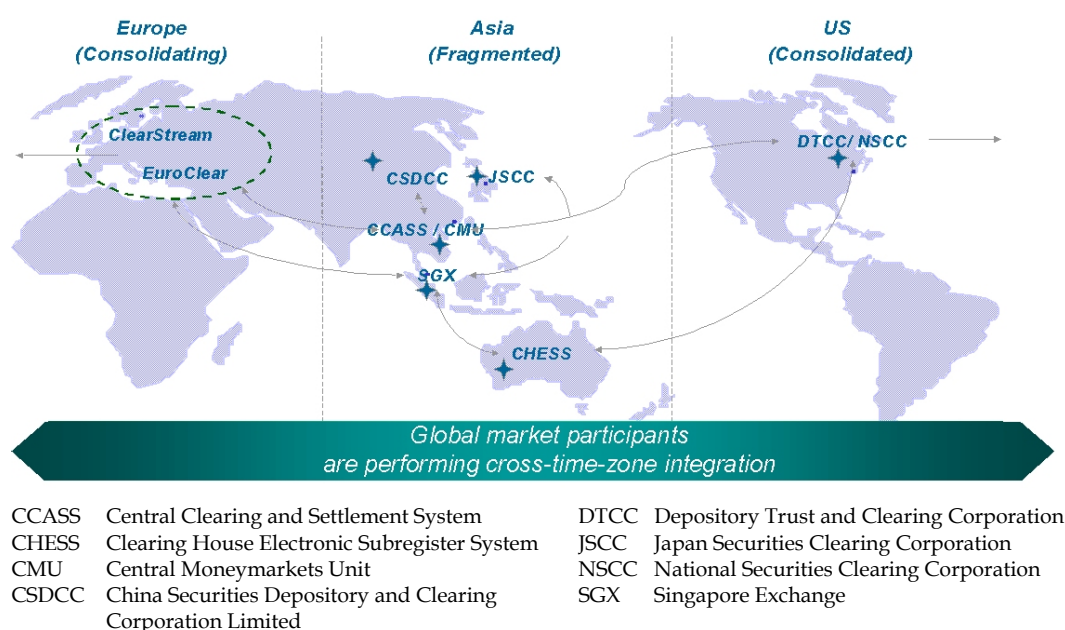 Europe
(Consolidating)
Asia
(Fragmented)
US
(Consolidated)
ClearStream
EuroClear
CSDCC
JSCC
DTCC/ NSCC
CCASS / CMU
SGX
CHESS
Global market participants
are performing cross-time-zone integration
CCASS Central Clearing and Settlement System
CHESS Clearing House Electronic Subregister System
CMU Central Moneymarkets Unit
CSDCC China Securities Depository and Clearing
Corporation Limited
DTCC Depository Trust and Clearing Corporation
JSCC Japan Securities Clearing Corporation
NSCC National Securities Clearing Corporation
SGX Singapore Exchange